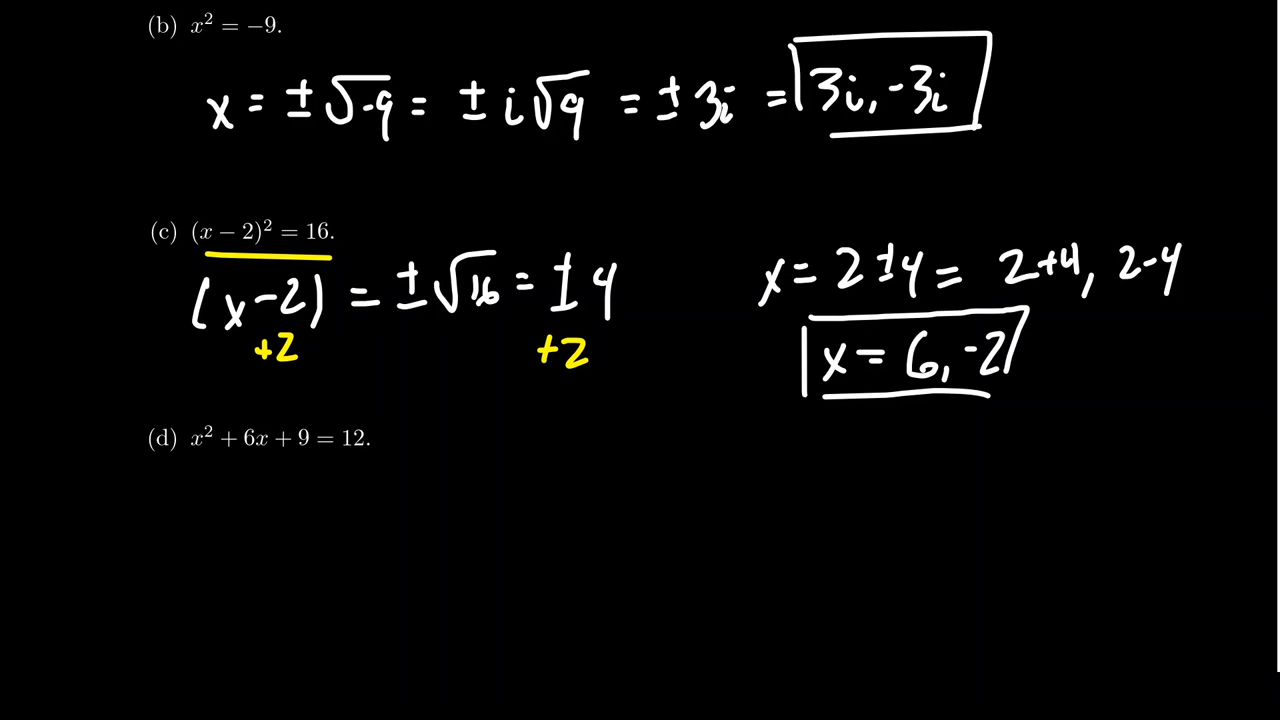 (b) x² = −9.
x = ± √-9 = ± i√9 = ± 3i = 3i, -3i
(c) (x − 2)² = 16.
(x-2) = ± √16 = ± 4
+2 +2
x = 2 ± 4 = 2+4, 2-4
x = 6, -2
(d) x² + 6x + 9 = 12.